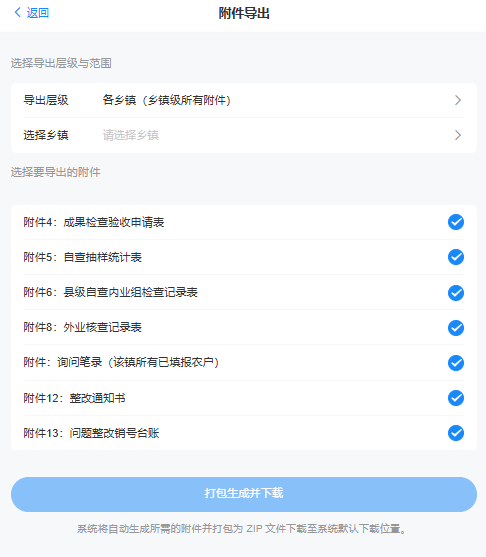 返回
附件导出
选择导出层级与范围
导出层级 各乡镇（乡镇级所有附件）
选择乡镇 请选择乡镇
选择要导出的附件
附件4：成果检查验收申请表
附件5：自查抽样统计表
附件6：县级自查内业组检查记录表
附件8：外业核查记录表
附件：询问笔录（该镇所有已填报农户）
附件12：整改通知书
附件13：问题整改销号台账
打包生成并下载
系统将自动生成所需的附件并打包为 ZIP 文件下载至系统默认下载位置。